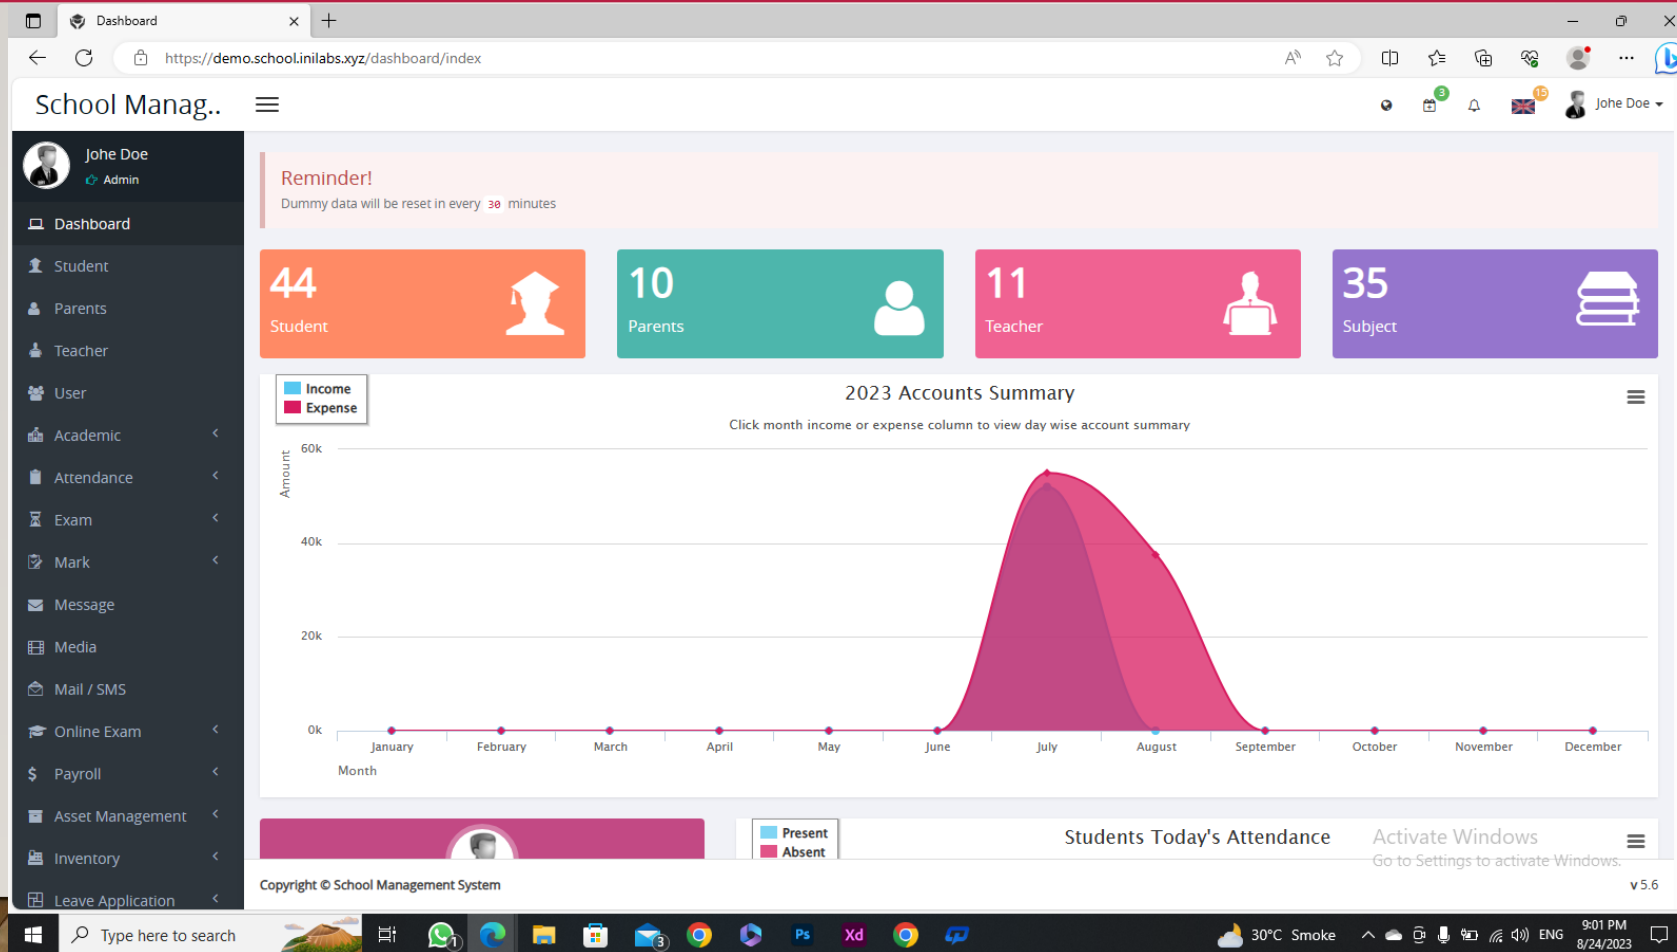 Dashboard
https://demo.school.inilabs.xyz/dashboard/index
School Manag..
3
15
Johe Doe
Johe Doe
Admin
Dashboard
Student
Parents
Teacher
User
Academic
Attendance
Exam
Mark
Message
Media
Mail / SMS
Online Exam
Payroll
Asset Management
Inventory
Leave Application
Reminder!
Dummy data will be reset in every 30 minutes
44
Student
10
Parents
11
Teacher
35
Subject
Income
Expense
2023 Accounts Summary
Click month income or expense column to view day wise account summary
Amount
60k
40k
20k
0k
January February March April May June July August September October November December
Month
Present
Absent
Students Today's Attendance
Activate Windows
Go to Settings to activate Windows.
Copyright © School Management System
v 5.6
Type here to search
1
3
Ps
Xd
30°C Smoke
ENG
9:01 PM
8/24/2023